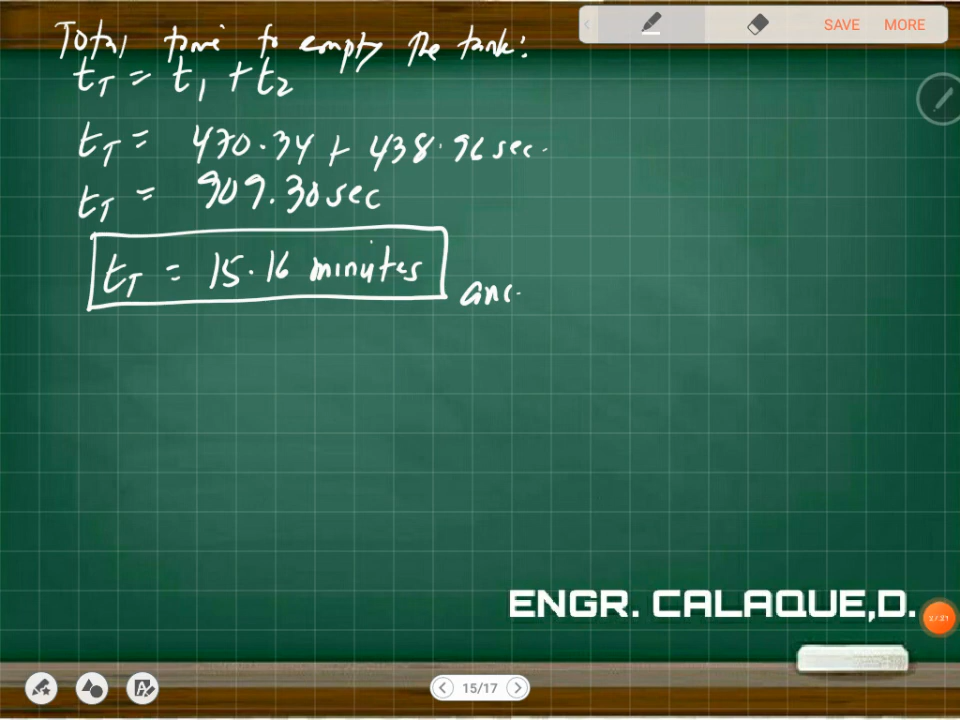 SAVE MORE
Total time to empty the tank:
tT = t1 + t2
tT = 470.34 + 438.96 sec.
tT = 909.30 sec
tT = 15.16 minutes
ans.
ENGR. CALAQUE,D.
15/17